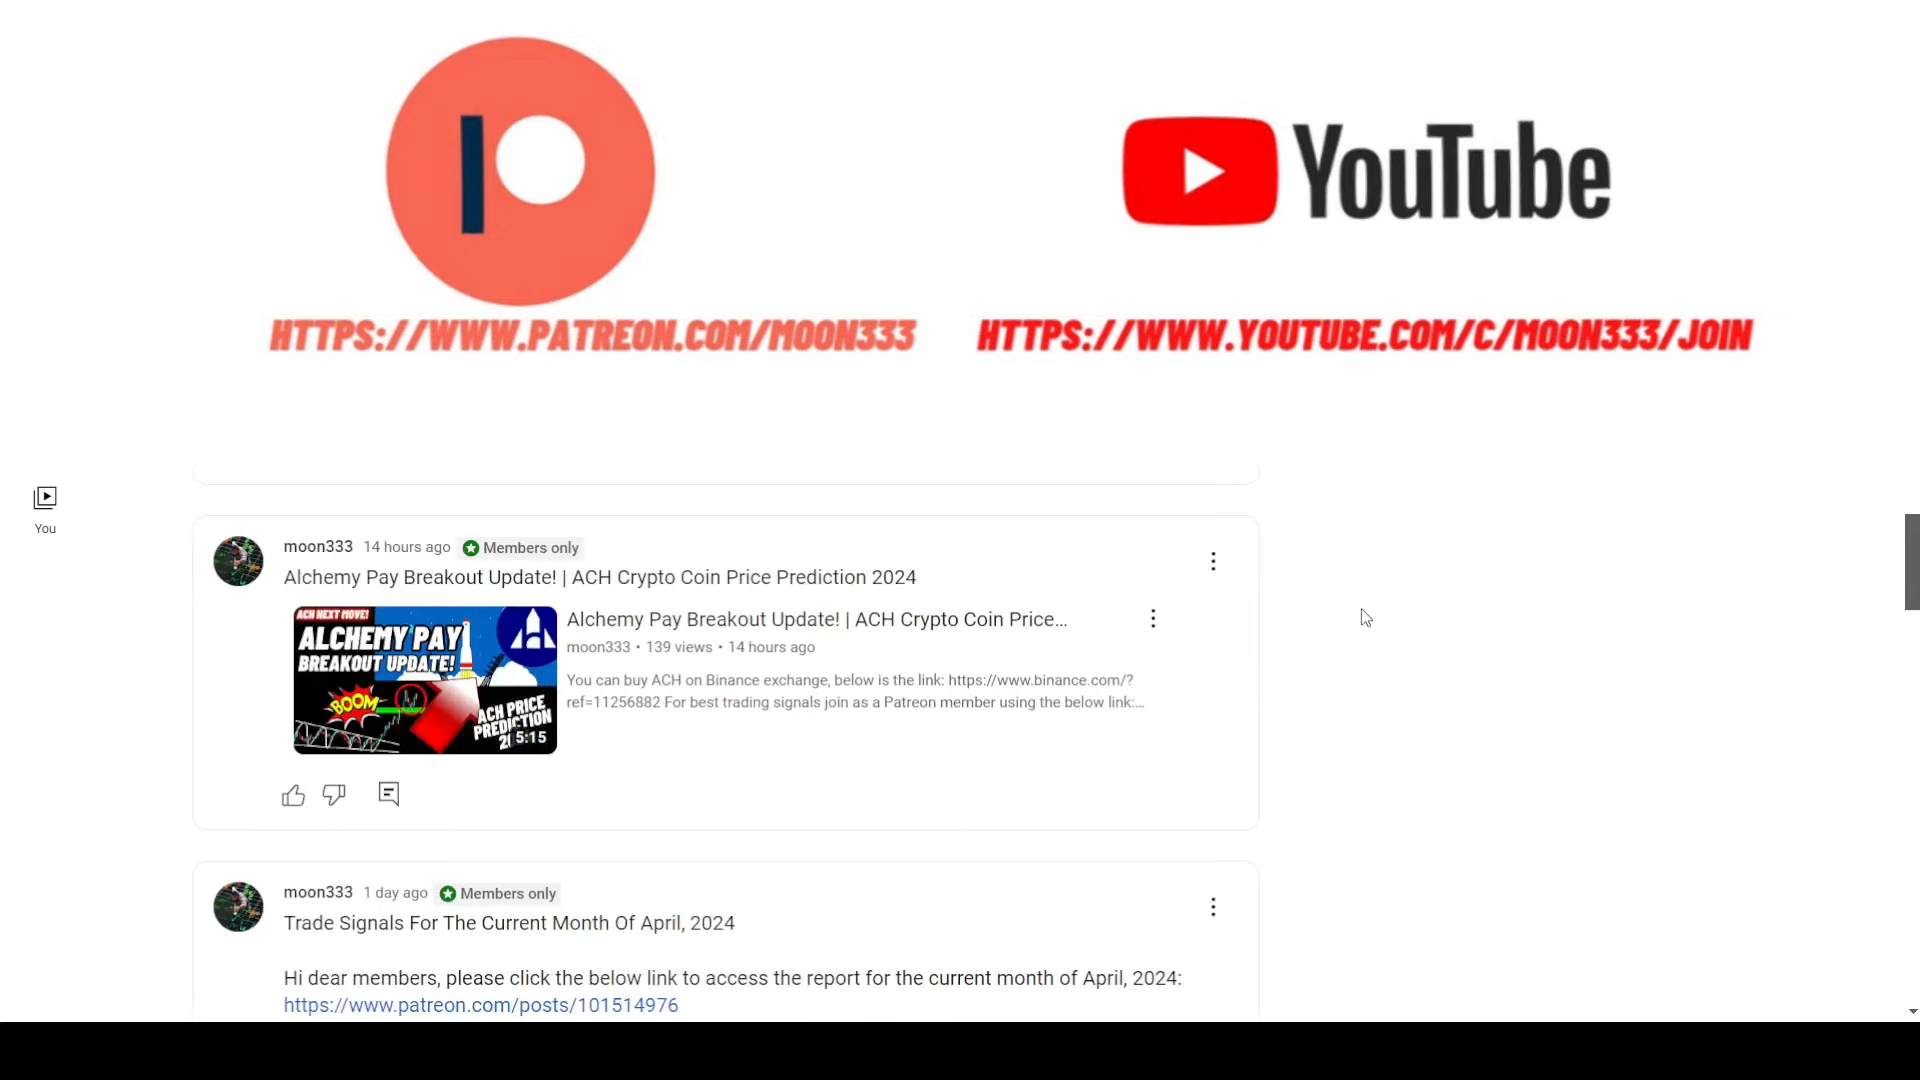 YouTube
HTTPS://WWW.PATREON.COM/MOON333
HTTPS://WWW.YOUTUBE.COM/C/MOON333/JOIN
You
moon333 14 hours ago Members only
Alchemy Pay Breakout Update! | ACH Crypto Coin Price Prediction 2024
ACH NEXT MOVE!
ALCHEMY PAY
BREAKOUT UPDATE!
BOOM
ACH PRICE
PREDICTION
5:15
Alchemy Pay Breakout Update! | ACH Crypto Coin Price...
moon333 • 139 views • 14 hours ago
You can buy ACH on Binance exchange, below is the link: https://www.binance.com/?
ref=11256882 For best trading signals join as a Patreon member using the below link:...
moon333 1 day ago Members only
Trade Signals For The Current Month Of April, 2024
Hi dear members, please click the below link to access the report for the current month of April, 2024:
https://www.patreon.com/posts/101514976